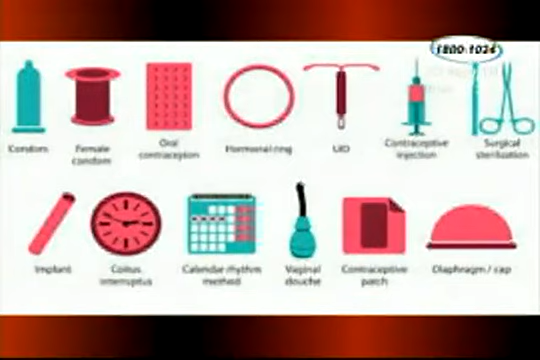 1800-1024
Condom
Female
condom
Oral
contraception
Hormonal ring
IUD
Contraceptive
injection
Surgical
sterilization
Implant
Coitus
interruptus
Calendar rhythm
method
Vaginal
douche
Contraceptive
patch
Diaphragm / cap